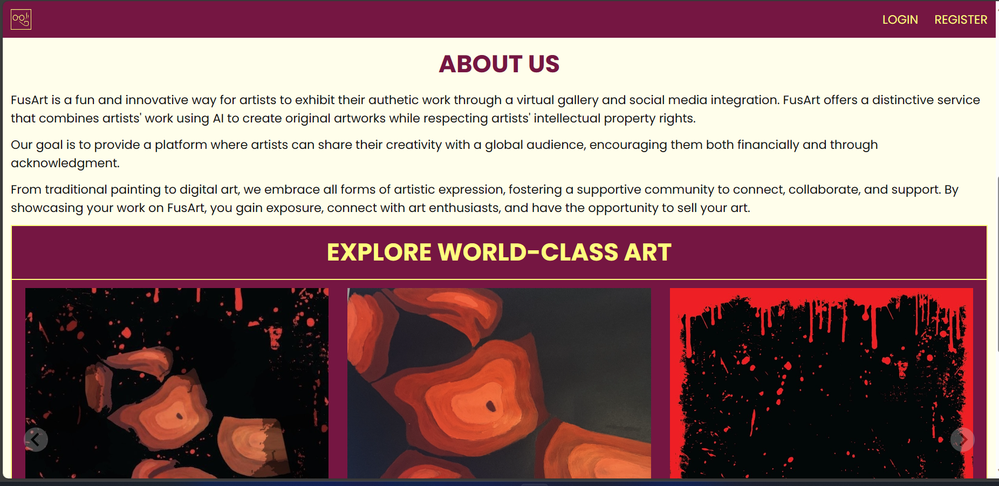 LOGIN REGISTER
ABOUT US
FusArt is a fun and innovative way for artists to exhibit their authetic work through a virtual gallery and social media integration. FusArt offers a distinctive service
that combines artists' work using AI to create original artworks while respecting artists' intellectual property rights.
Our goal is to provide a platform where artists can share their creativity with a global audience, encouraging them both financially and through
acknowledgment.
From traditional painting to digital art, we embrace all forms of artistic expression, fostering a supportive community to connect, collaborate, and support. By
showcasing your work on FusArt, you gain exposure, connect with art enthusiasts, and have the opportunity to sell your art.
EXPLORE WORLD-CLASS ART